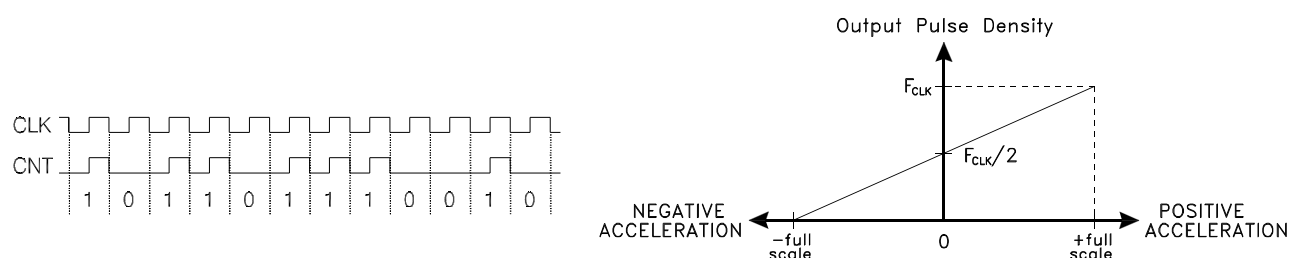 CLK
CNT
1 0 1 1 0 1 1 1 0 0 1 0
Output Pulse Density
FCLK
FCLK/2
NEGATIVE
ACCELERATION
-full
scale
0
+full
scale
POSITIVE
ACCELERATION